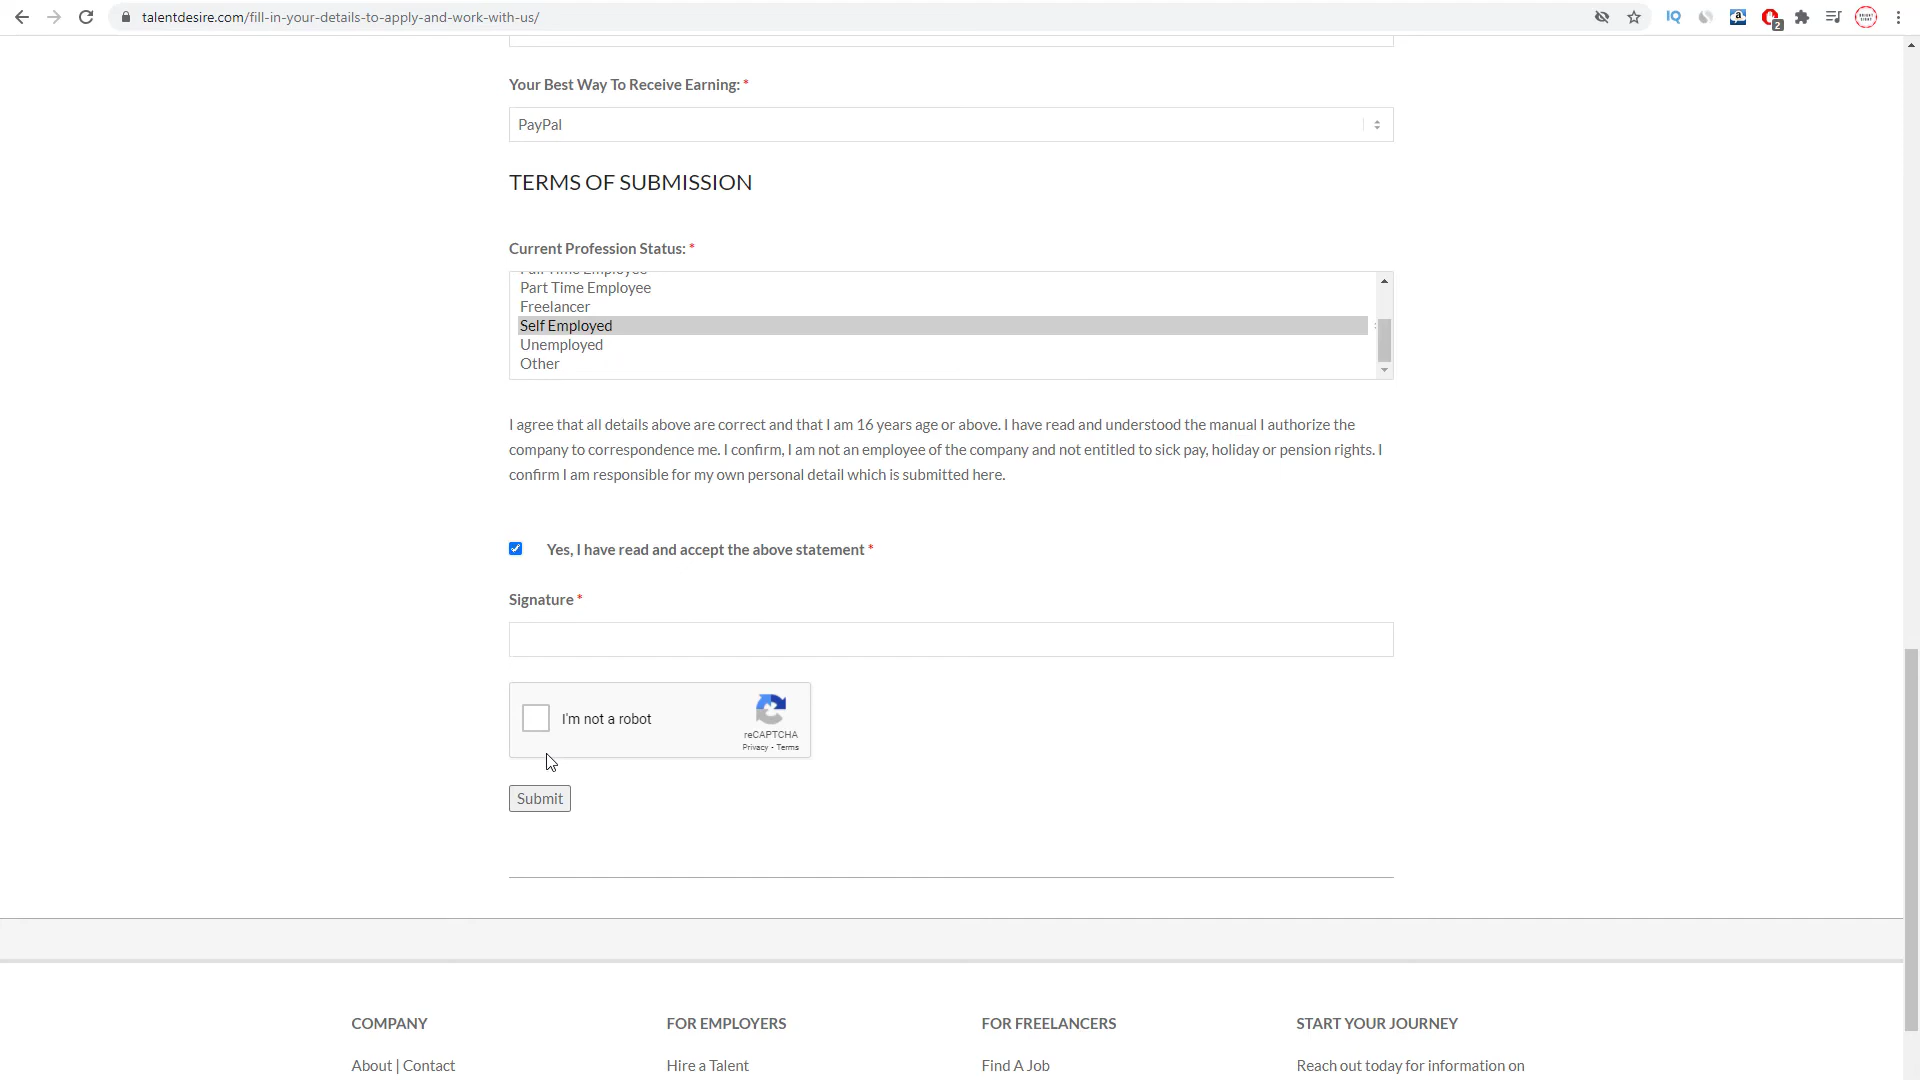 talentdesire.com/fill-in-your-details-to-apply-and-work-with-us/
IQ
2
Your Best Way To Receive Earning: *
PayPal
TERMS OF SUBMISSION
Current Profession Status: *
Full Time Employee
Part Time Employee
Freelancer
Self Employed
Unemployed
Other
I agree that all details above are correct and that I am 16 years age or above. I have read and understood the manual I authorize the
company to correspondence me. I confirm, I am not an employee of the company and not entitled to sick pay, holiday or pension rights. I
confirm I am responsible for my own personal detail which is submitted here.
Yes, I have read and accept the above statement *
Signature *
I'm not a robot
reCAPTCHA
Privacy - Terms
Submit
COMPANY FOR EMPLOYERS FOR FREELANCERS START YOUR JOURNEY
About | Contact Hire a Talent Find A Job Reach out today for information on